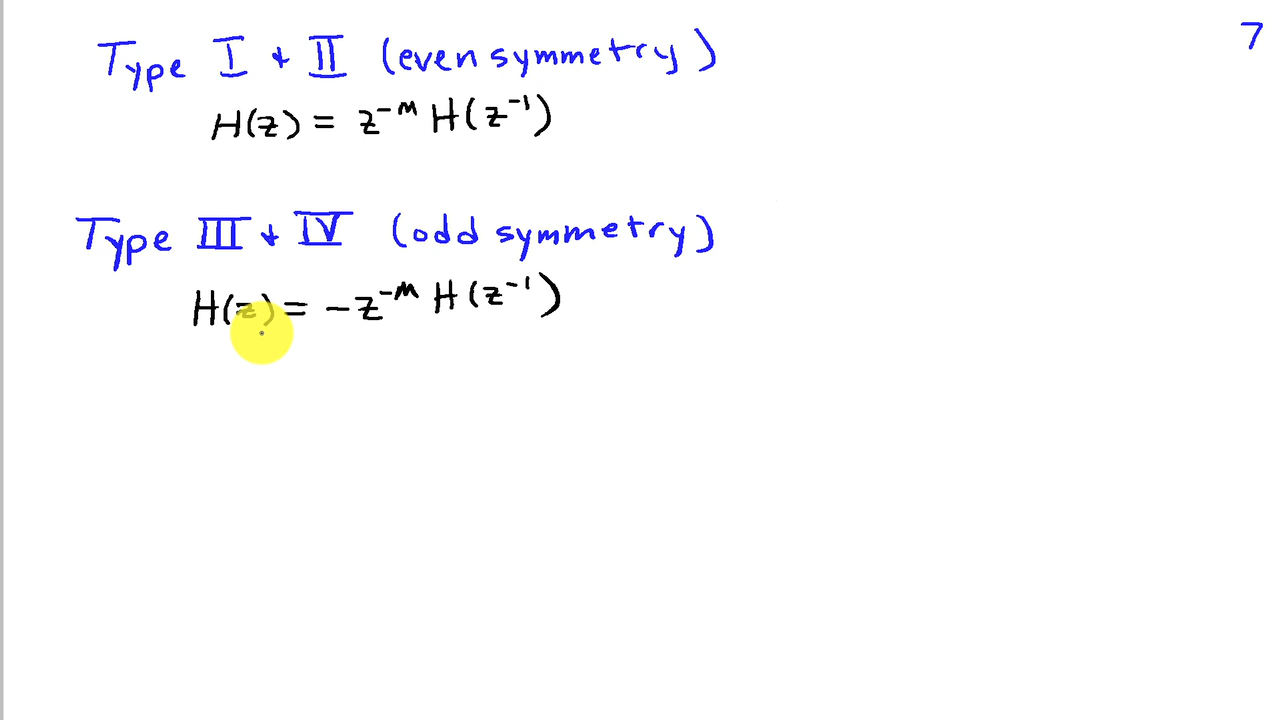 Type I + II (even symmetry) 7
H(z) = z⁻ᴹ H(z⁻¹)
Type III + IV (odd symmetry)
H(z) = −z⁻ᴹ H(z⁻¹)